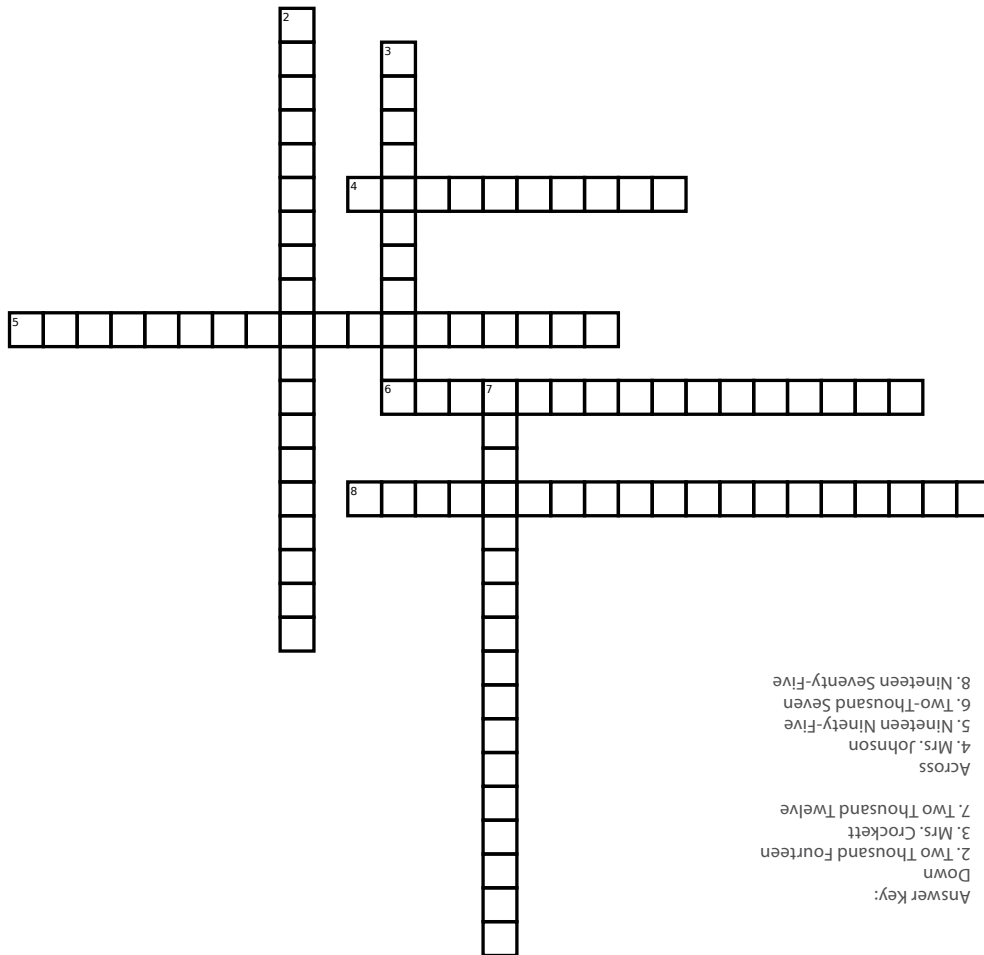 2
3
4
5
6
7
8
Answer Key:
Down
2. Two Thousand Fourteen
3. Mrs. Crockett
7. Two Thousand Twelve
Across
4. Mrs. Johnson
5. Nineteen Ninety-Five
6. Two-Thousand Seven
8. Nineteen Seventy-Five